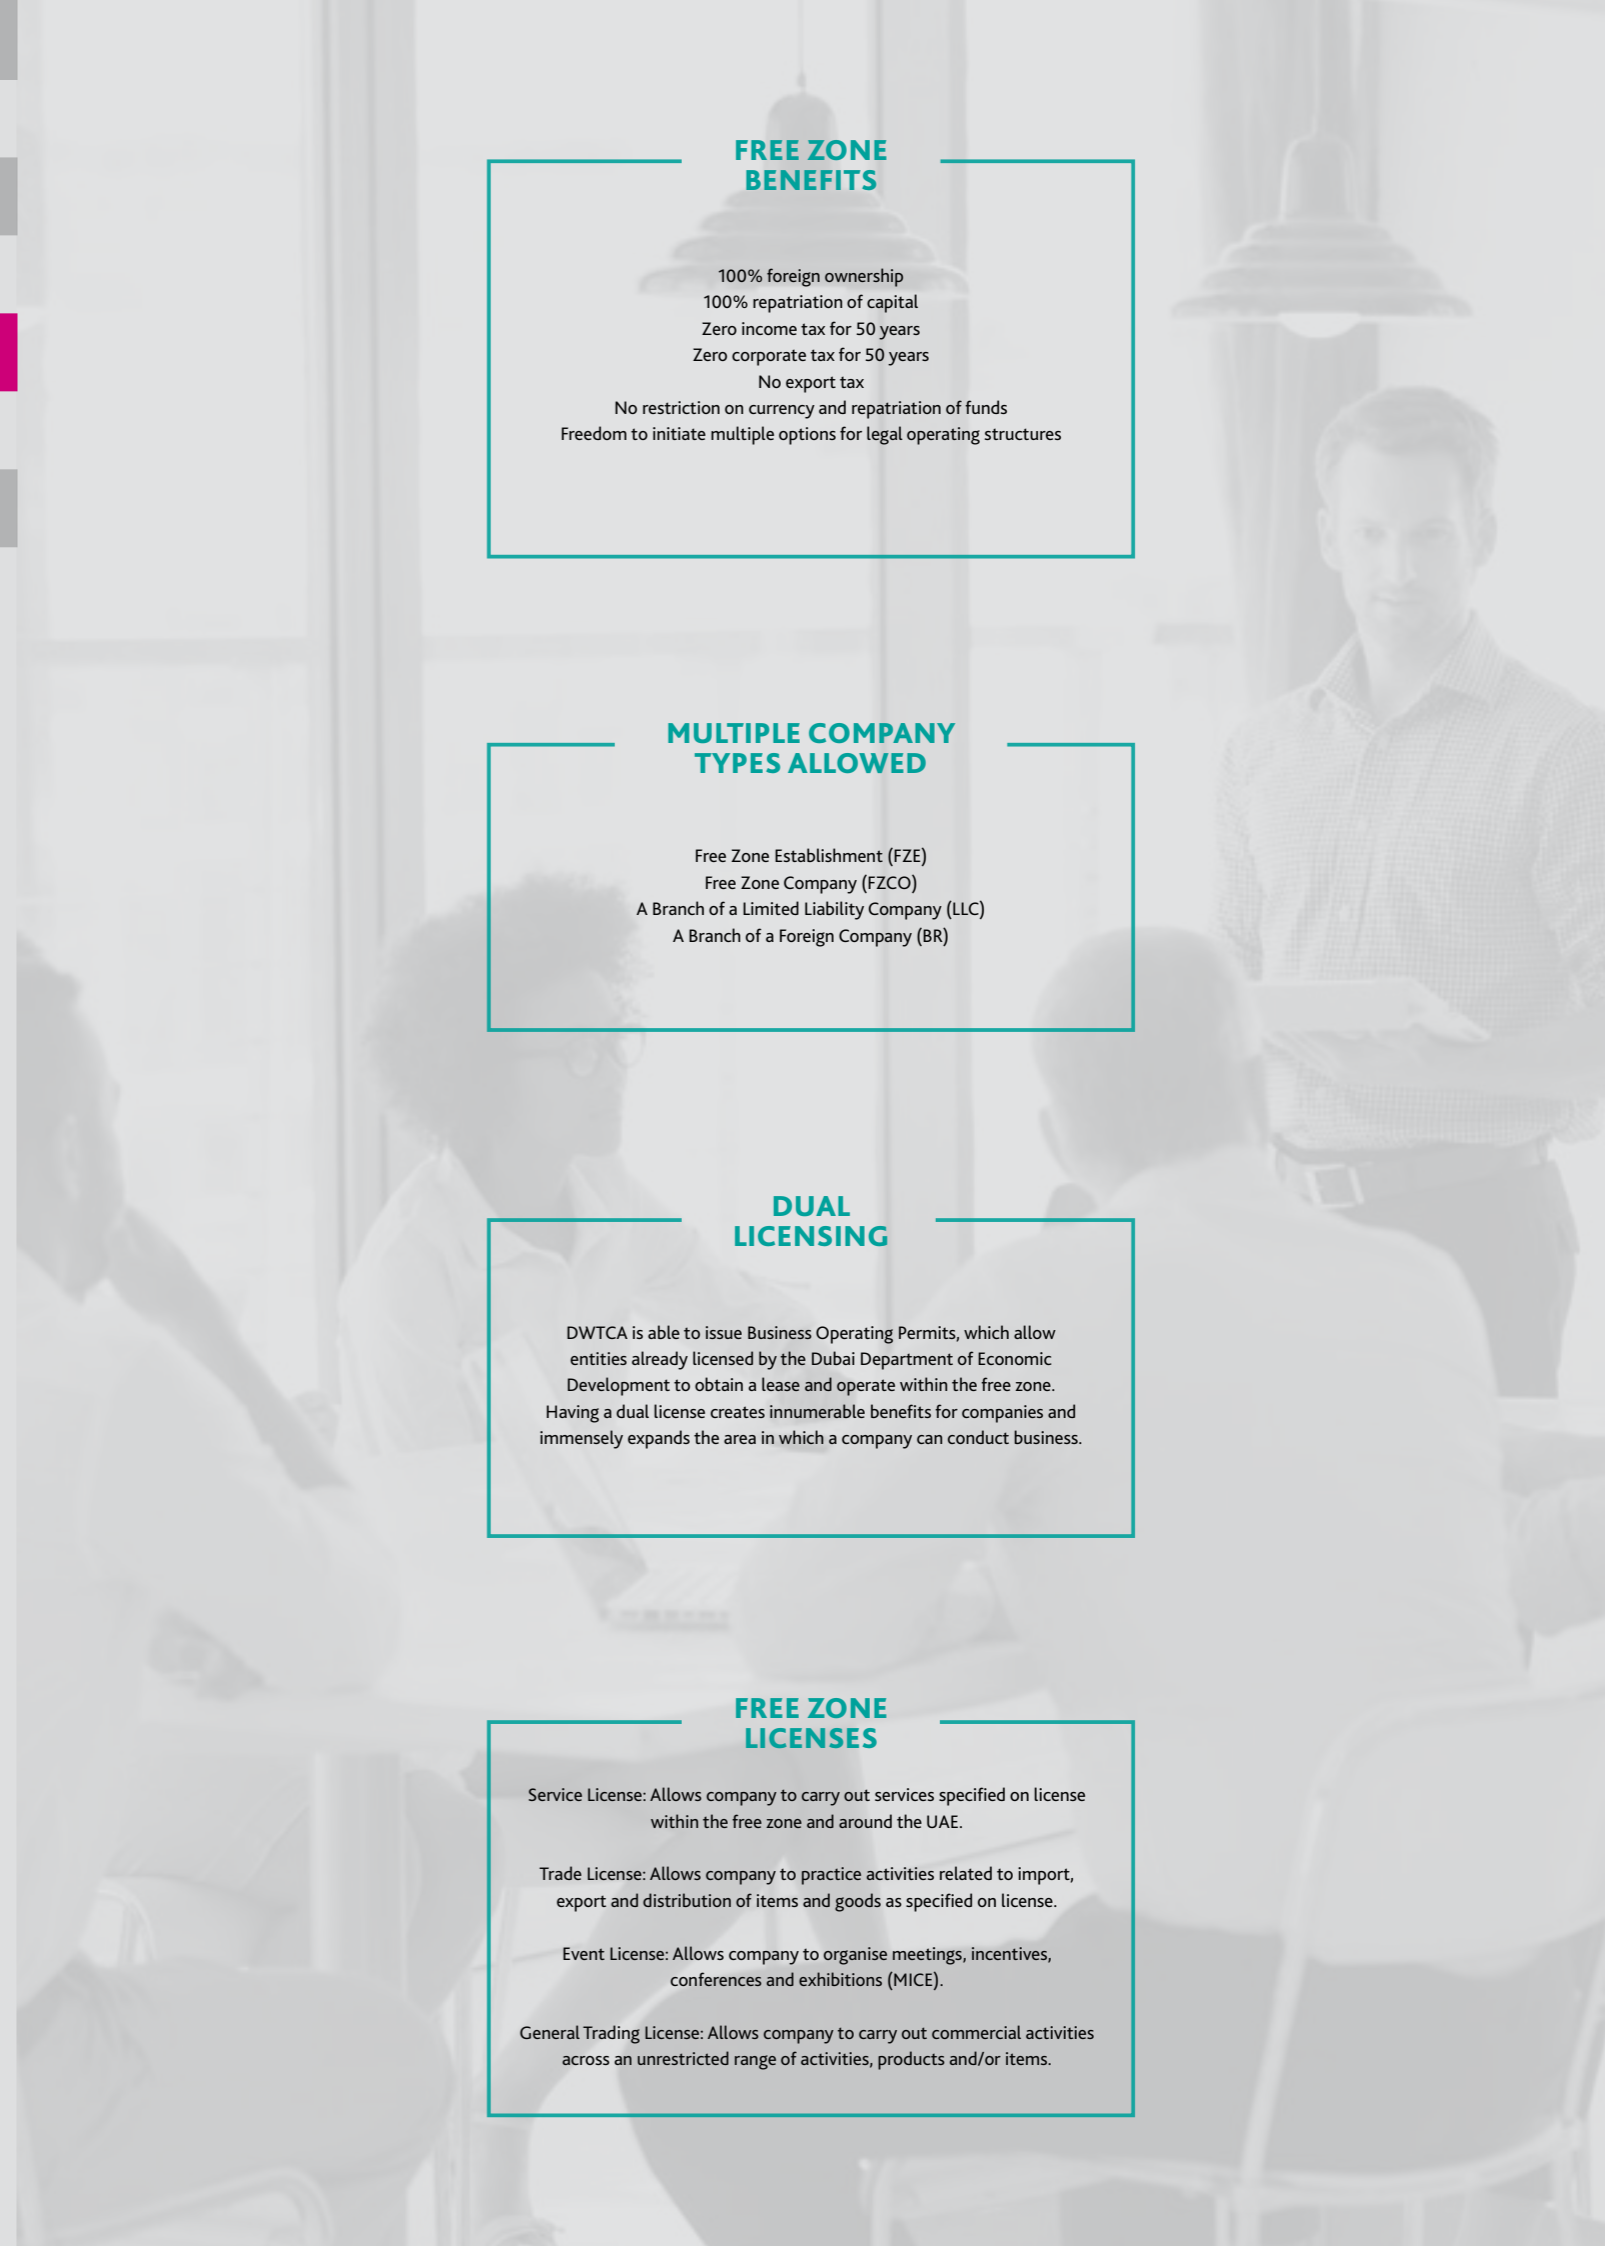 FREE ZONE
BENEFITS
100% foreign ownership
100% repatriation of capital
Zero income tax for 50 years
Zero corporate tax for 50 years
No export tax
No restriction on currency and repatriation of funds
Freedom to initiate multiple options for legal operating structures
MULTIPLE COMPANY
TYPES ALLOWED
Free Zone Establishment (FZE)
Free Zone Company (FZCO)
A Branch of a Limited Liability Company (LLC)
A Branch of a Foreign Company (BR)
DUAL
LICENSING
DWTCA is able to issue Business Operating Permits, which allow
entities already licensed by the Dubai Department of Economic
Development to obtain a lease and operate within the free zone.
Having a dual license creates innumerable benefits for companies and
immensely expands the area in which a company can conduct business.
FREE ZONE
LICENSES
Service License: Allows company to carry out services specified on license
within the free zone and around the UAE.
Trade License: Allows company to practice activities related to import,
export and distribution of items and goods as specified on license.
Event License: Allows company to organise meetings, incentives,
conferences and exhibitions (MICE).
General Trading License: Allows company to carry out commercial activities
across an unrestricted range of activities, products and/or items.